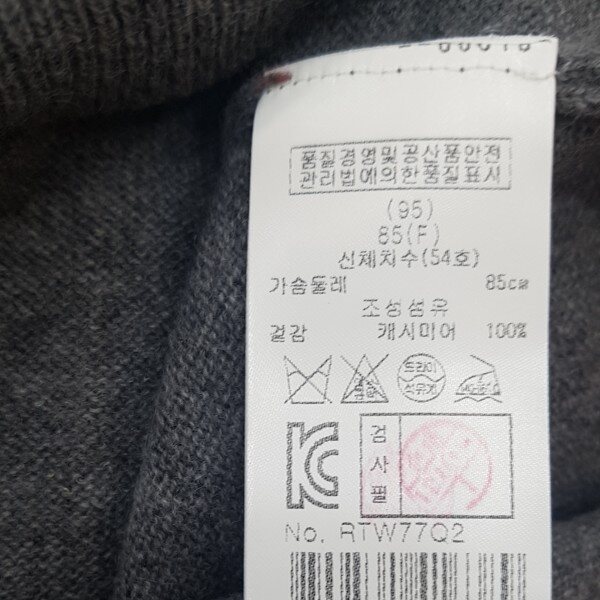 품질경영및공산품안전
관리법에의한품질표시
(95)
85(F)
신체치수(54호)
가슴둘레 85cm
조성섬유
겉감 캐시미어 100%
드라이
석유계
검사필
No. RTW77Q2